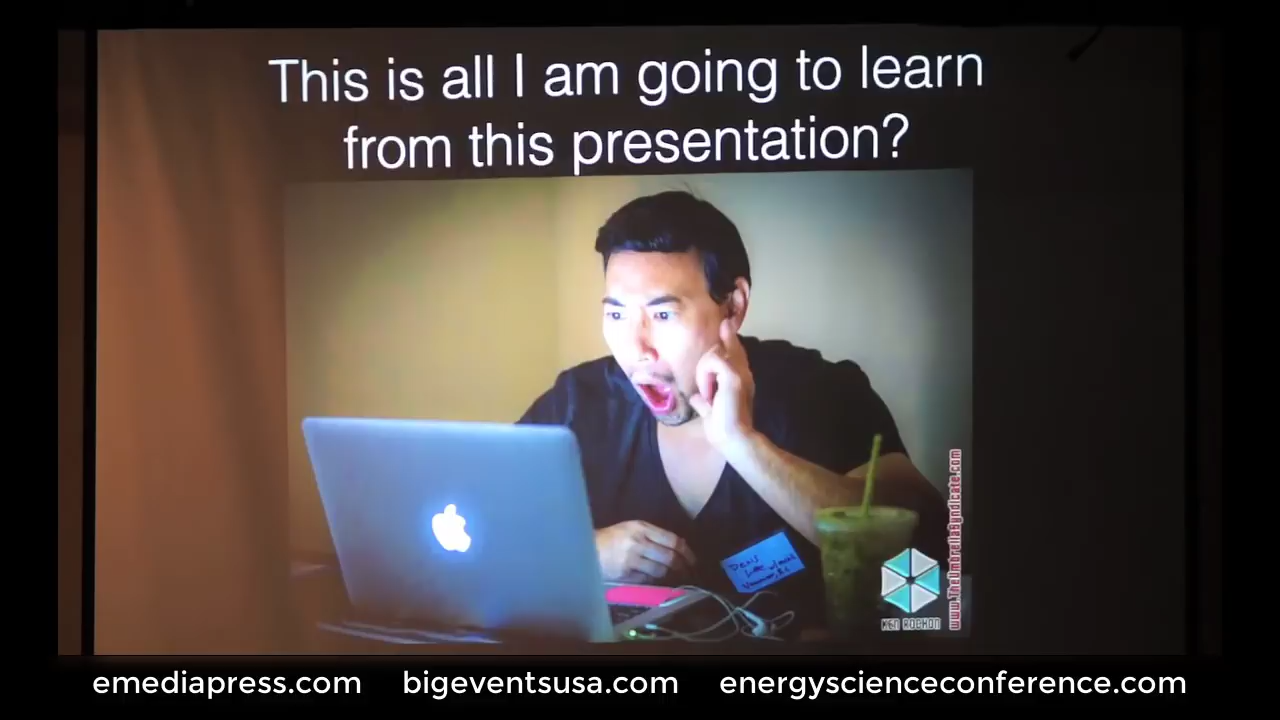 This is all I am going to learn
from this presentation?
www.TheUmbrellaSyndicate.com
KEN ROCHON
emediapress.com bigeventsusa.com energyscienceconference.com